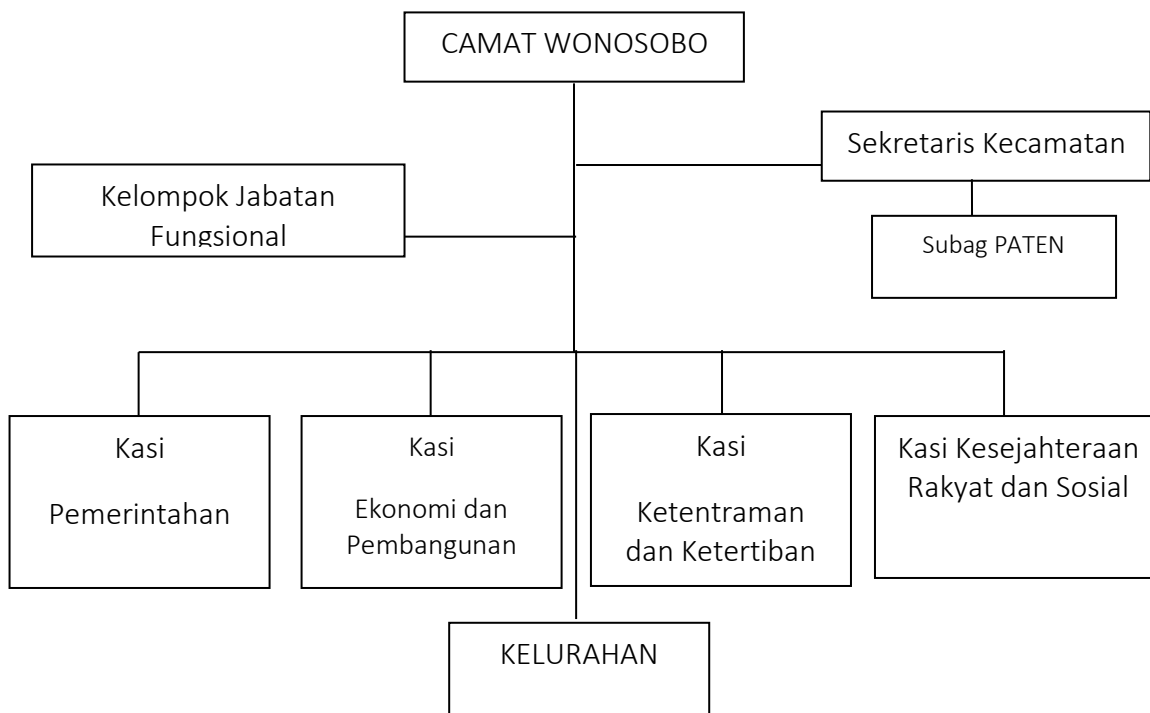 CAMAT WONOSOBO
Sekretaris Kecamatan
Kelompok Jabatan
Fungsional
Subag PATEN
Kasi
Pemerintahan
Kasi
Ekonomi dan
Pembangunan
Kasi
Ketentraman
dan Ketertiban
Kasi Kesejahteraan
Rakyat dan Sosial
KELURAHAN